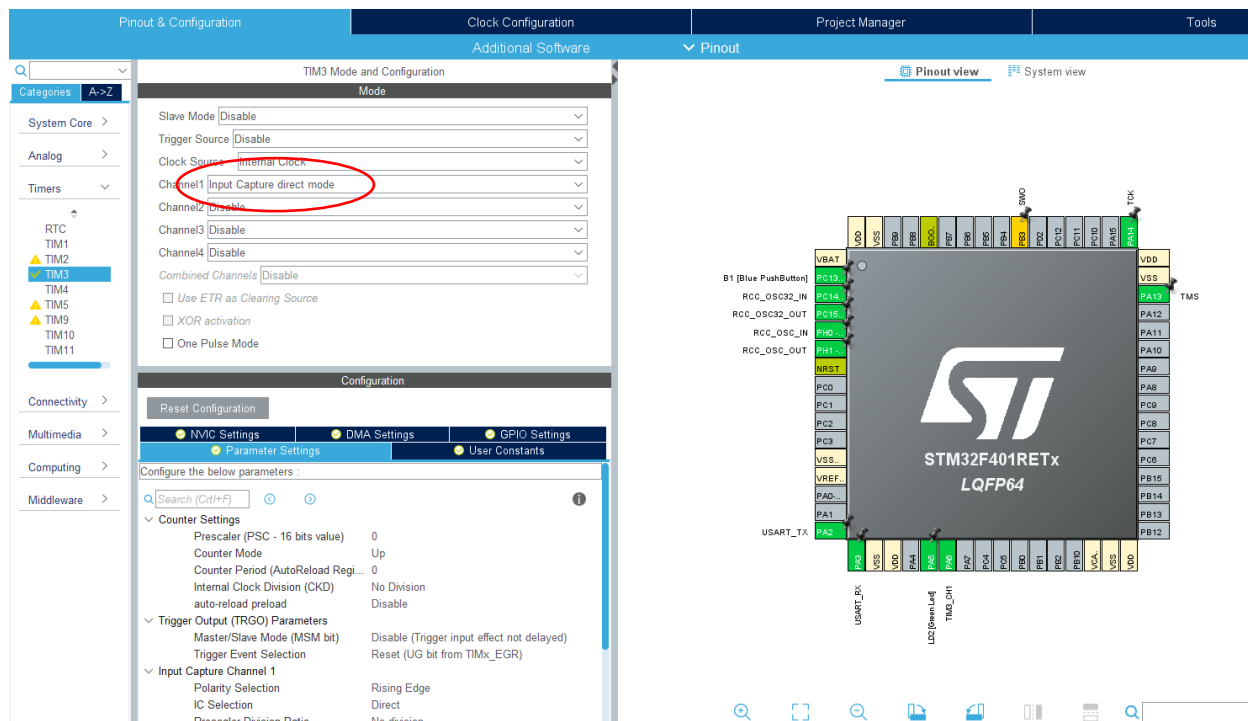 Pinout & Configuration
Clock Configuration
Project Manager
Tools
Additional Software
Pinout
Categories
A->Z
System Core
Analog
Timers
RTC
TIM1
TIM2
TIM3
TIM4
TIM5
TIM9
TIM10
TIM11
Connectivity
Multimedia
Computing
Middleware
TIM3 Mode and Configuration
Mode
Slave Mode Disable
Trigger Source Disable
Clock Source Internal Clock
Channel1 Input Capture direct mode
Channel2 Disable
Channel3 Disable
Channel4 Disable
Combined Channels Disable
Use ETR as Clearing Source
XOR activation
One Pulse Mode
Configuration
Reset Configuration
NVIC Settings
DMA Settings
GPIO Settings
Parameter Settings
User Constants
Configure the below parameters :
Search (Crtl+F)
Counter Settings
Prescaler (PSC - 16 bits value) 0
Counter Mode Up
Counter Period (AutoReload Regi... 0
Internal Clock Division (CKD) No Division
auto-reload preload Disable
Trigger Output (TRGO) Parameters
Master/Slave Mode (MSM bit) Disable (Trigger input effect not delayed)
Trigger Event Selection Reset (UG bit from TIMx_EGR)
Input Capture Channel 1
Polarity Selection Rising Edge
IC Selection Direct
Prescaler Division Ratio No division
Pinout view
System view
SWO
TCK
VDD
VSS
PB9
PB8
BOO..
PB7
PB6
PB5
PB4
PB3
PD2
PC12
PC11
PC10
PA15
PA14
VBAT
B1 [Blue PushButton] PC13..
RCC_OSC32_IN PC14..
RCC_OSC32_OUT PC15..
RCC_OSC_IN PH0 -..
RCC_OSC_OUT PH1 -..
NRST
PC0
PC1
PC2
PC3
VSS..
VREF..
PA0-..
PA1
USART_TX PA2
VDD
VSS
PA13 TMS
PA12
PA11
PA10
PA9
PA8
PC9
PC8
PC7
PC6
PB15
PB14
PB13
PB12
ST
STM32F401RETx
LQFP64
PA3
VSS
VDD
PA4
PA5
PA6
PA7
PC4
PC5
PB0
PB1
PB2
PB10
VCA..
VSS
VDD
USART_RX
LD2 [Green Led]
TIM3_CH1